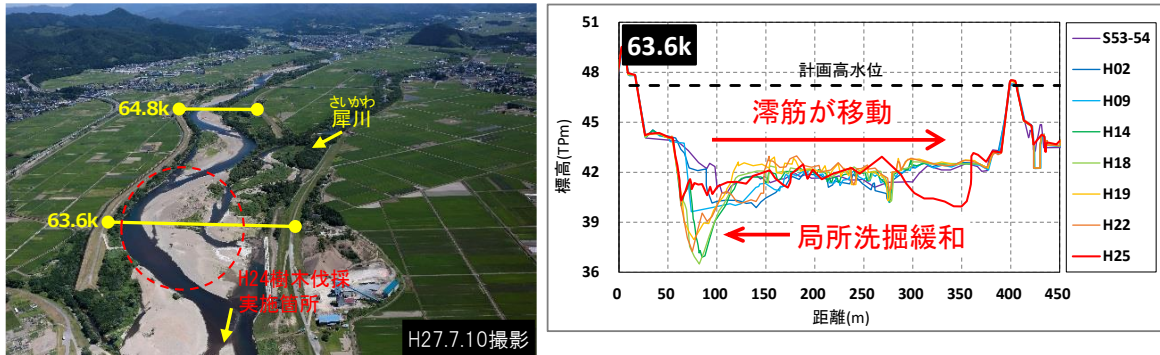 64.8k
さいかわ
犀川
63.6k
H24樹木伐採
実施箇所
H27.7.10撮影
63.6k
計画高水位
澪筋が移動
局所洗掘緩和
標高(TPm)
51
48
45
42
39
36
0
50
100
150
200
250
300
350
400
450
距離(m)
S53-54
H02
H09
H14
H18
H19
H22
H25